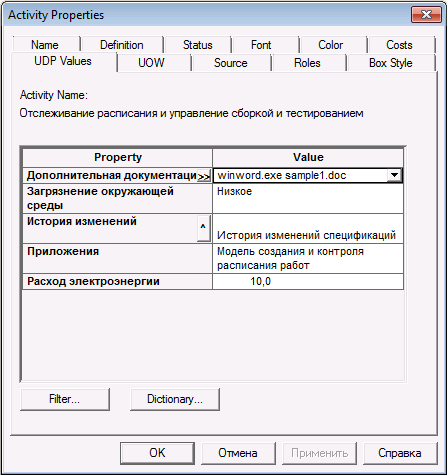 Activity Properties
Name Definition Status Font Color Costs
UDP Values UOW Source Roles Box Style
Activity Name:
Отслеживание расписания и управление сборкой и тестированием
Property Value
Дополнительная документаци >> winword.exe sample1.doc
Загрязнение окружающей Низкое
среды
История изменений ^
История изменений спецификаций
Приложения Модель создания и контроля
расписания работ
Расход электроэнергии 10,0
Filter... Dictionary...
OK Отмена Применить Справка